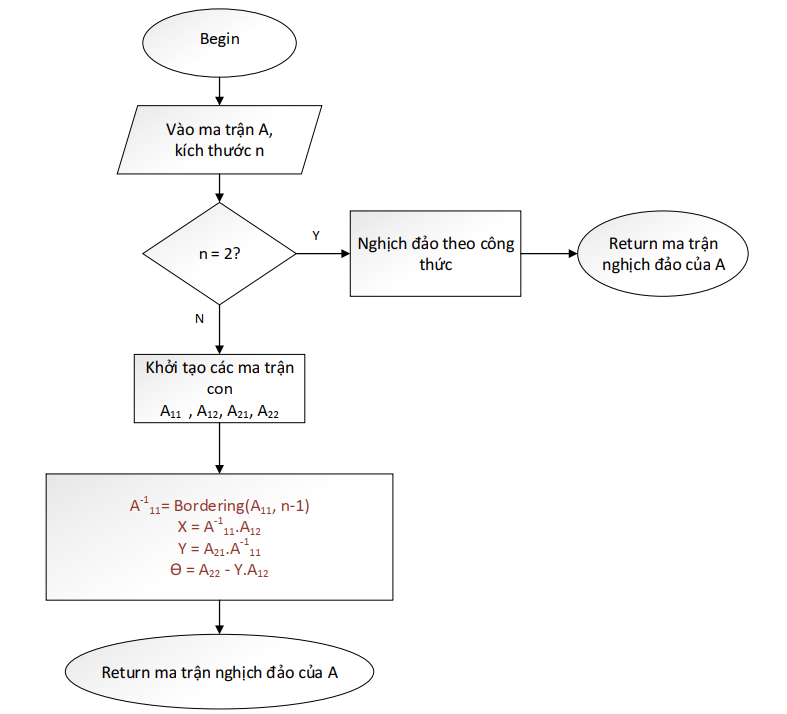 Begin
Vào ma trận A,
kích thước n
n = 2?
Y
Nghịch đảo theo công
thức
Return ma trận
nghịch đảo của A
N
Khởi tạo các ma trận
con
A₁₁ , A₁₂, A₂₁, A₂₂
A⁻¹₁₁= Bordering(A₁₁, n-1)
X = A⁻¹₁₁.A₁₂
Y = A₂₁.A⁻¹₁₁
Ө = A₂₂ - Y.A₁₂
Return ma trận nghịch đảo của A